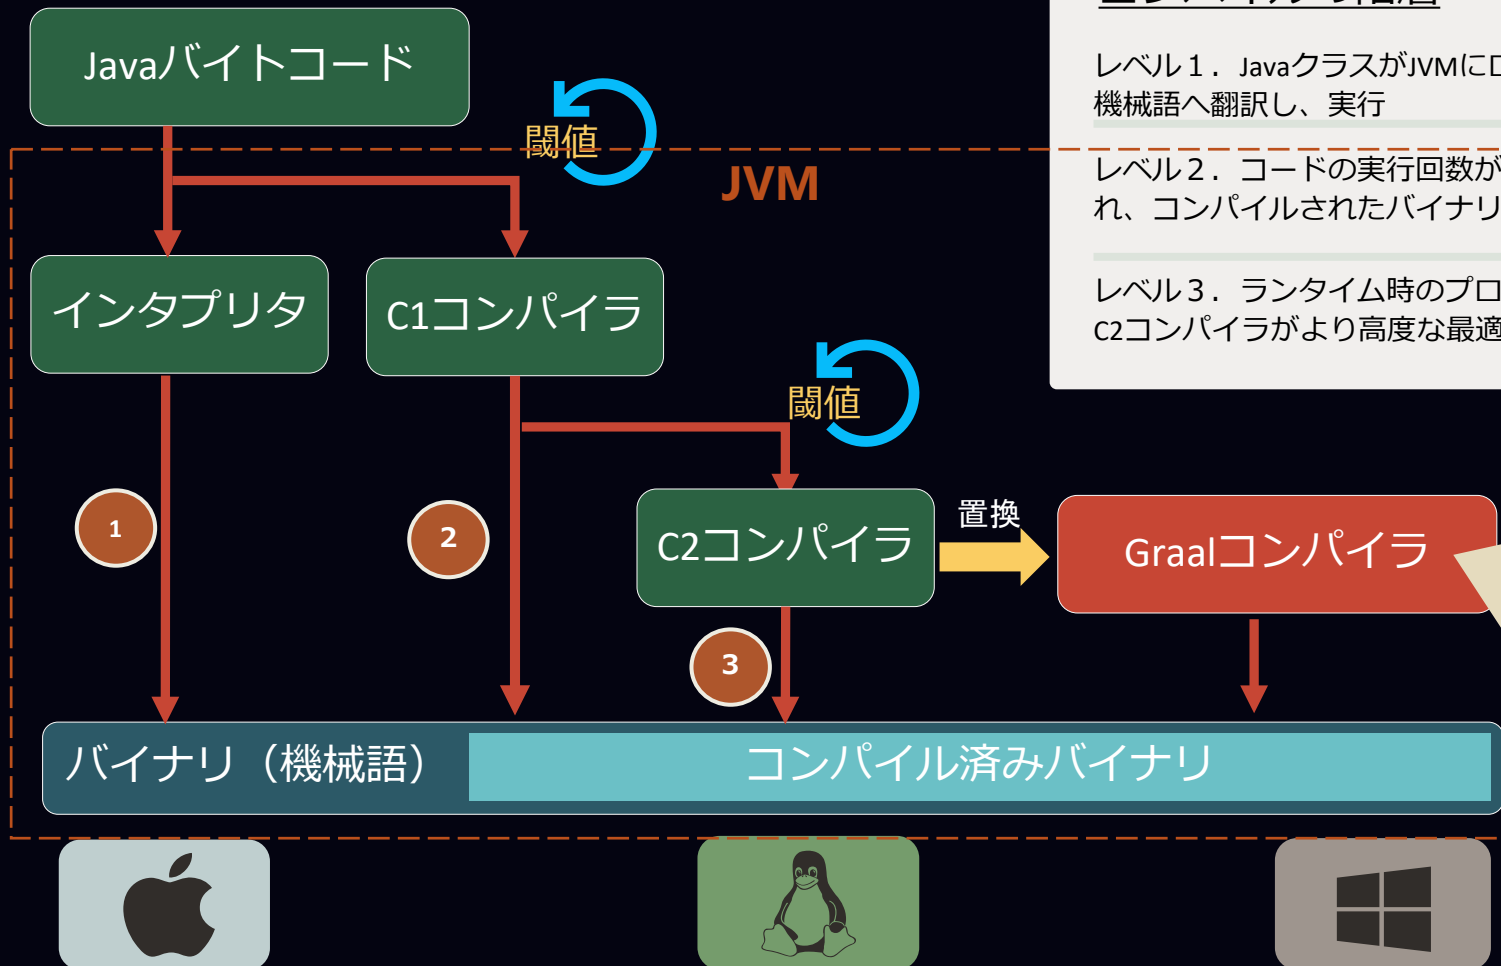 Javaバイトコード
閾値
JVM
インタプリタ
C1コンパイラ
閾値
1
2
C2コンパイラ
置換
Graalコンパイラ
3
バイナリ（機械語）
コンパイル済みバイナリ
レベル１．JavaクラスがJVMにロ
機械語へ翻訳し、実行
レベル２．コードの実行回数が
れ、コンパイルされたバイナリ
レベル３．ランタイム時のプロ
C2コンパイラがより高度な最適